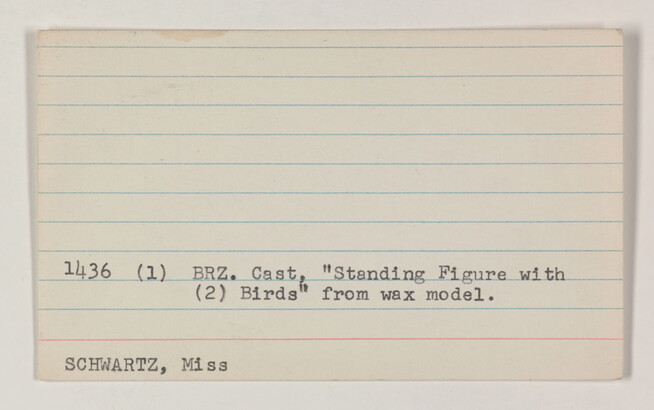 1436 (1) BRZ. Cast, "Standing Figure with
(2) Birds" from wax model.
SCHWARTZ, Miss